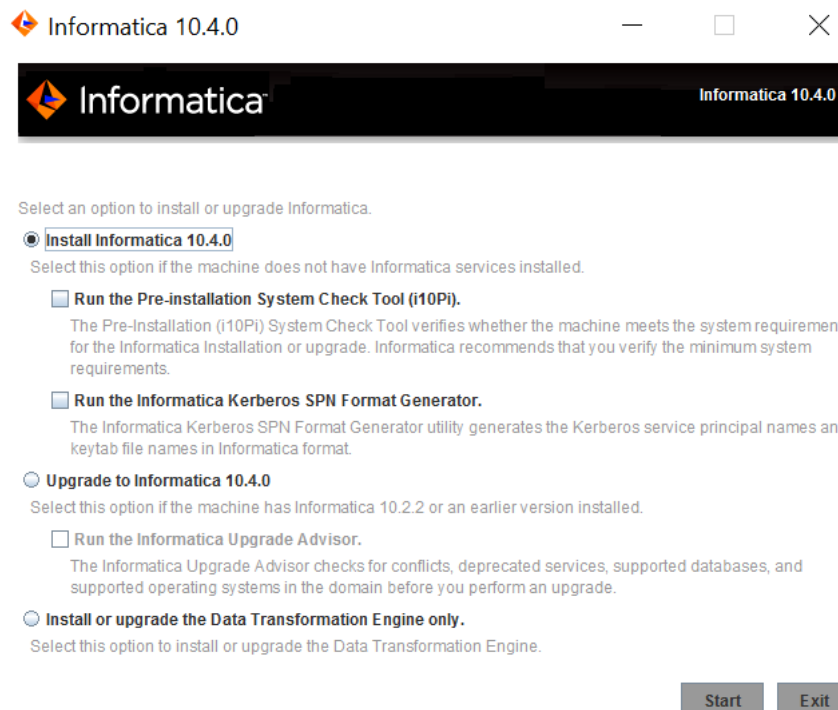 Informatica 10.4.0
Informatica™
Informatica 10.4.0
Select an option to install or upgrade Informatica.
Install Informatica 10.4.0
Select this option if the machine does not have Informatica services installed.
Run the Pre-installation System Check Tool (i10Pi).
The Pre-Installation (i10Pi) System Check Tool verifies whether the machine meets the system requiremen
for the Informatica Installation or upgrade. Informatica recommends that you verify the minimum system
requirements.
Run the Informatica Kerberos SPN Format Generator.
The Informatica Kerberos SPN Format Generator utility generates the Kerberos service principal names an
keytab file names in Informatica format.
Upgrade to Informatica 10.4.0
Select this option if the machine has Informatica 10.2.2 or an earlier version installed.
Run the Informatica Upgrade Advisor.
The Informatica Upgrade Advisor checks for conflicts, deprecated services, supported databases, and
supported operating systems in the domain before you perform an upgrade.
Install or upgrade the Data Transformation Engine only.
Select this option to install or upgrade the Data Transformation Engine.
Start Exit